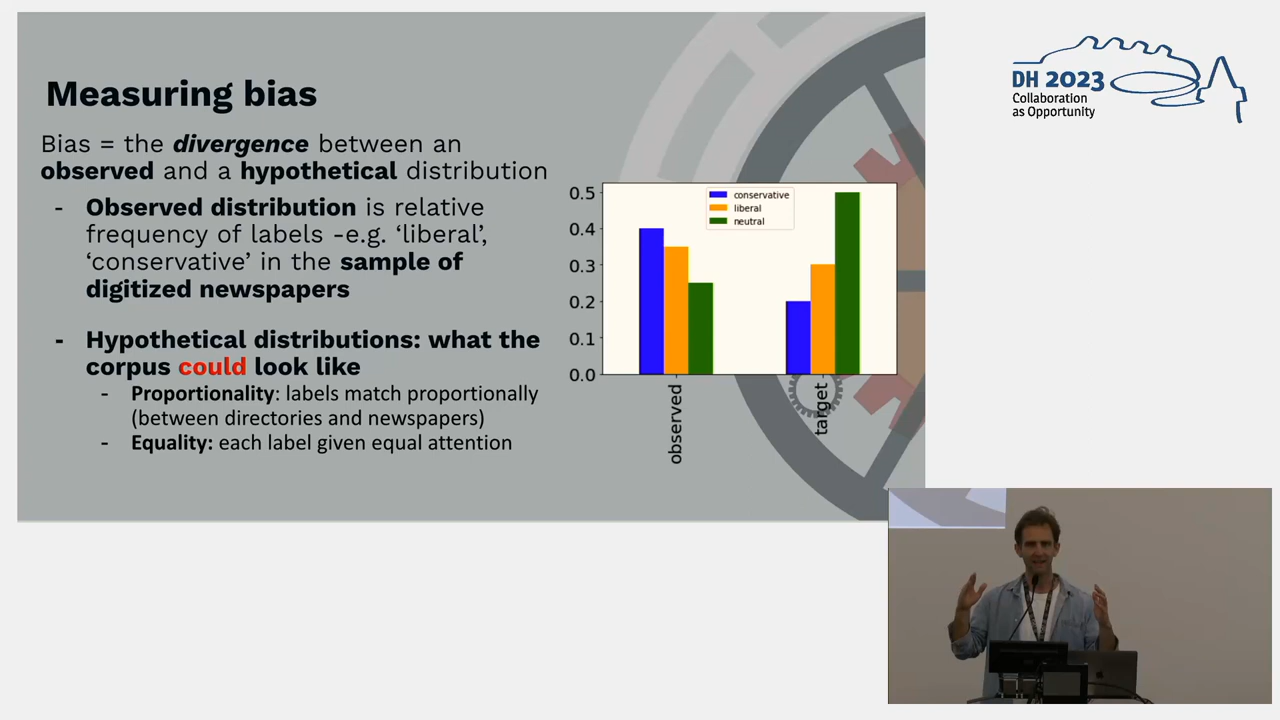 Measuring bias
Bias = the divergence between an
observed and a hypothetical distribution
- Observed distribution is relative
frequency of labels -e.g. ‘liberal’,
‘conservative’ in the sample of
digitized newspapers
- Hypothetical distributions: what the
corpus could look like
- Proportionality: labels match proportionally
(between directories and newspapers)
- Equality: each label given equal attention
conservative
liberal
neutral
0.5
0.4
0.3
0.2
0.1
0.0
observed
target
DH 2023
Collaboration
as Opportunity